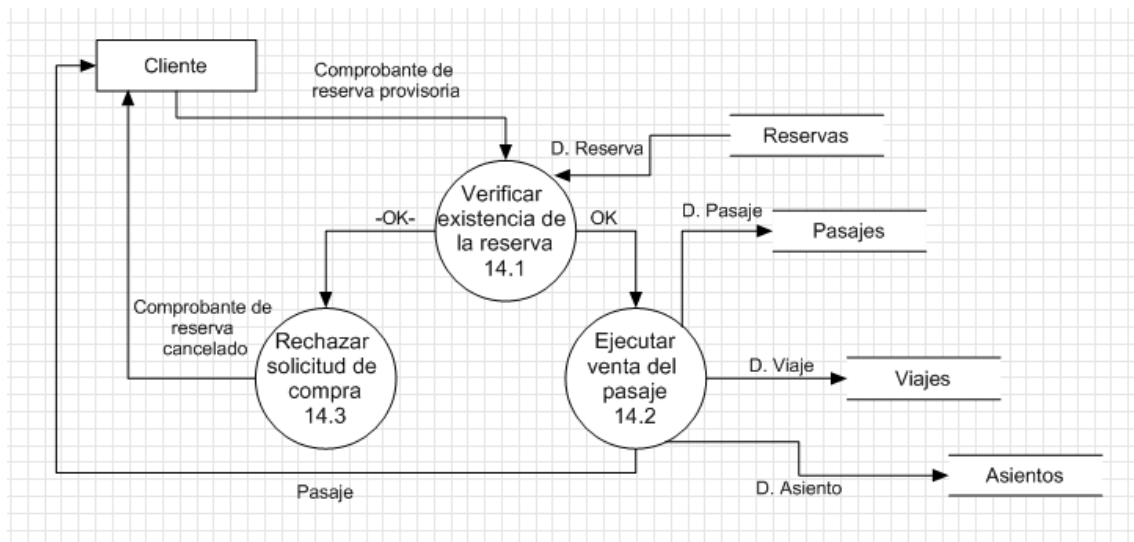 Cliente
Comprobante de
reserva provisoria
Reservas
D. Reserva
Verificar
existencia de
la reserva
14.1
-OK-
OK
D. Pasaje
Pasajes
Comprobante de
reserva
cancelado
Rechazar
solicitud de
compra
14.3
Ejecutar
venta del
pasaje
14.2
D. Viaje
Viajes
Pasaje
D. Asiento
Asientos